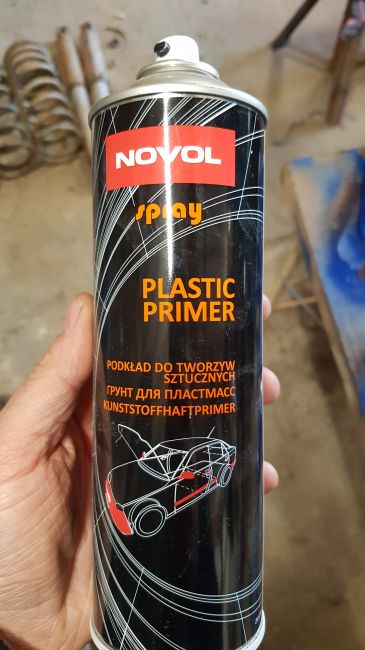 NOVOL
spray
PLASTIC
PRIMER
PODKŁAD DO TWORZYW
SZTUCZNYCH
ГРУНТ ДЛЯ ПЛАСТМАСС
KUNSTSTOFFHAFTPRIMER